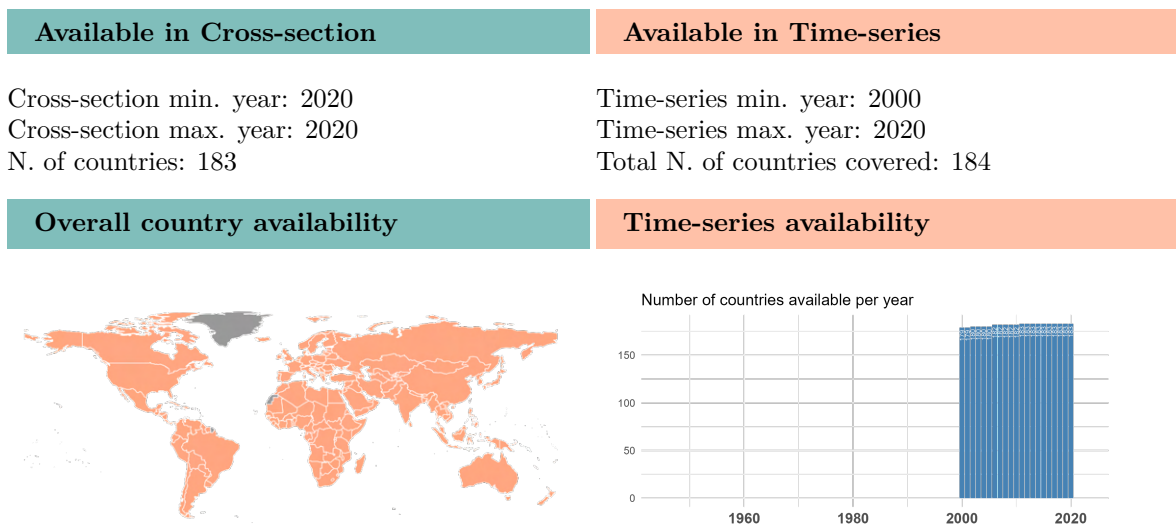 Available in Cross-section
Available in Time-series
Cross-section min. year: 2020
Cross-section max. year: 2020
N. of countries: 183
Time-series min. year: 2000
Time-series max. year: 2020
Total N. of countries covered: 184
Overall country availability
Time-series availability
Number of countries available per year
150
100
50
0
1960 1980 2000 2020